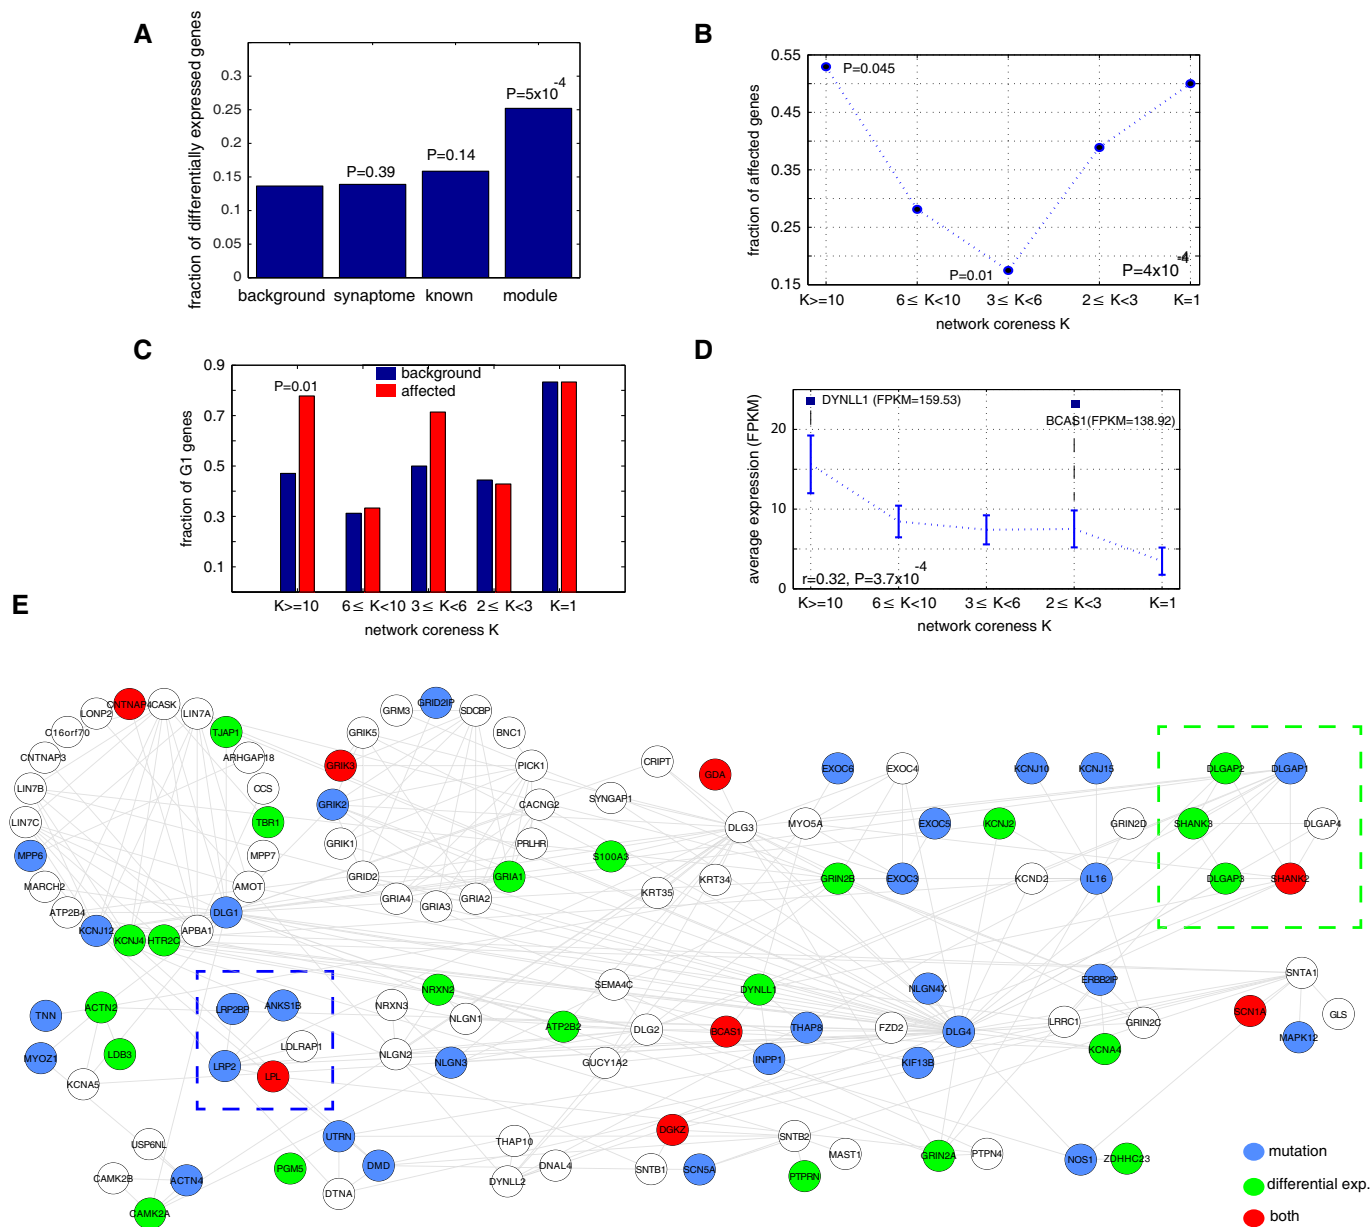 A
fraction of differentially expressed genes
0.3
0.25
0.2
0.15
0.1
0.05
0
P=0.39
P=0.14
P=5x10-4
background
synaptome
known
module
B
fraction of affected genes
0.55
0.45
0.35
0.25
0.15
P=0.045
P=0.01
P=4x10-4
K>=10
6≤ K<10
3≤ K<6
2≤ K<3
K=1
network coreness K
C
fraction of G1 genes
0.9
0.7
0.5
0.3
0.1
P=0.01
background
affected
K>=10
6≤ K<10
3≤ K<6
2≤ K<3
K=1
network coreness K
D
average expression (FPKM)
20
10
0
DYNLL1 (FPKM=159.53)
BCAS1(FPKM=138.92)
r=0.32, P=3.7x10-4
K>=10
6≤ K<10
3≤ K<6
2≤ K<3
K=1
network coreness K
E
LONP2
CNTNAP4
CASK
LIN7A
C16orf70
TJAP1
CNTNAP3
ARHGAP18
LIN7B
CCS
LIN7C
TBR1
MPP6
MPP7
MARCH2
AMOT
ATP2B4
DLG1
KCNJ12
KCNJ4
HTR2C
APBA1
GRM3
GRID2IP
SDCBP
GRIK5
BNC1
GRIK3
PICK1
GRIK2
CACNG2
GRIK1
PRLHR
GRID2
GRIA1
GRIA4
GRIA3
GRIA2
CRIPT
GDA
SYNGAP1
DLG3
S100A3
KRT35
KRT34
EXOC6
EXOC4
MYO5A
EXOC5
KCNJ2
GRIN2B
EXOC3
KCNJ10
KCNJ15
GRIN2D
KCND2
IL16
DLGAP2
DLGAP1
SHANK3
DLGAP4
DLGAP3
SHANK2
TNN
ACTN2
MYOZ1
LDB3
KCNA5
LRP2BP
ANKS1B
LDLRAP1
LRP2
LPL
NRXN3
NRXN2
NLGN1
NLGN2
NLGN3
ATP2B2
SEMA4C
DLG2
GUCY1A2
DYNLL1
BCAS1
THAP8
INPP1
NLGN4X
FZD2
DLG4
KIF13B
ERBB2IP
LRRC1
GRIN2C
KCNA4
SNTA1
SCN1A
GLS
MAPK12
USP6NL
CAMK2B
ACTN4
CAMK2A
PGM5
UTRN
DMD
DTNA
THAP10
DNAL4
DYNLL2
DGKZ
SNTB1
SCN5A
SNTB2
MAST1
PTPRN
GRIN2A
PTPN4
NOS1
ZDHHC23
mutation
differential exp.
both